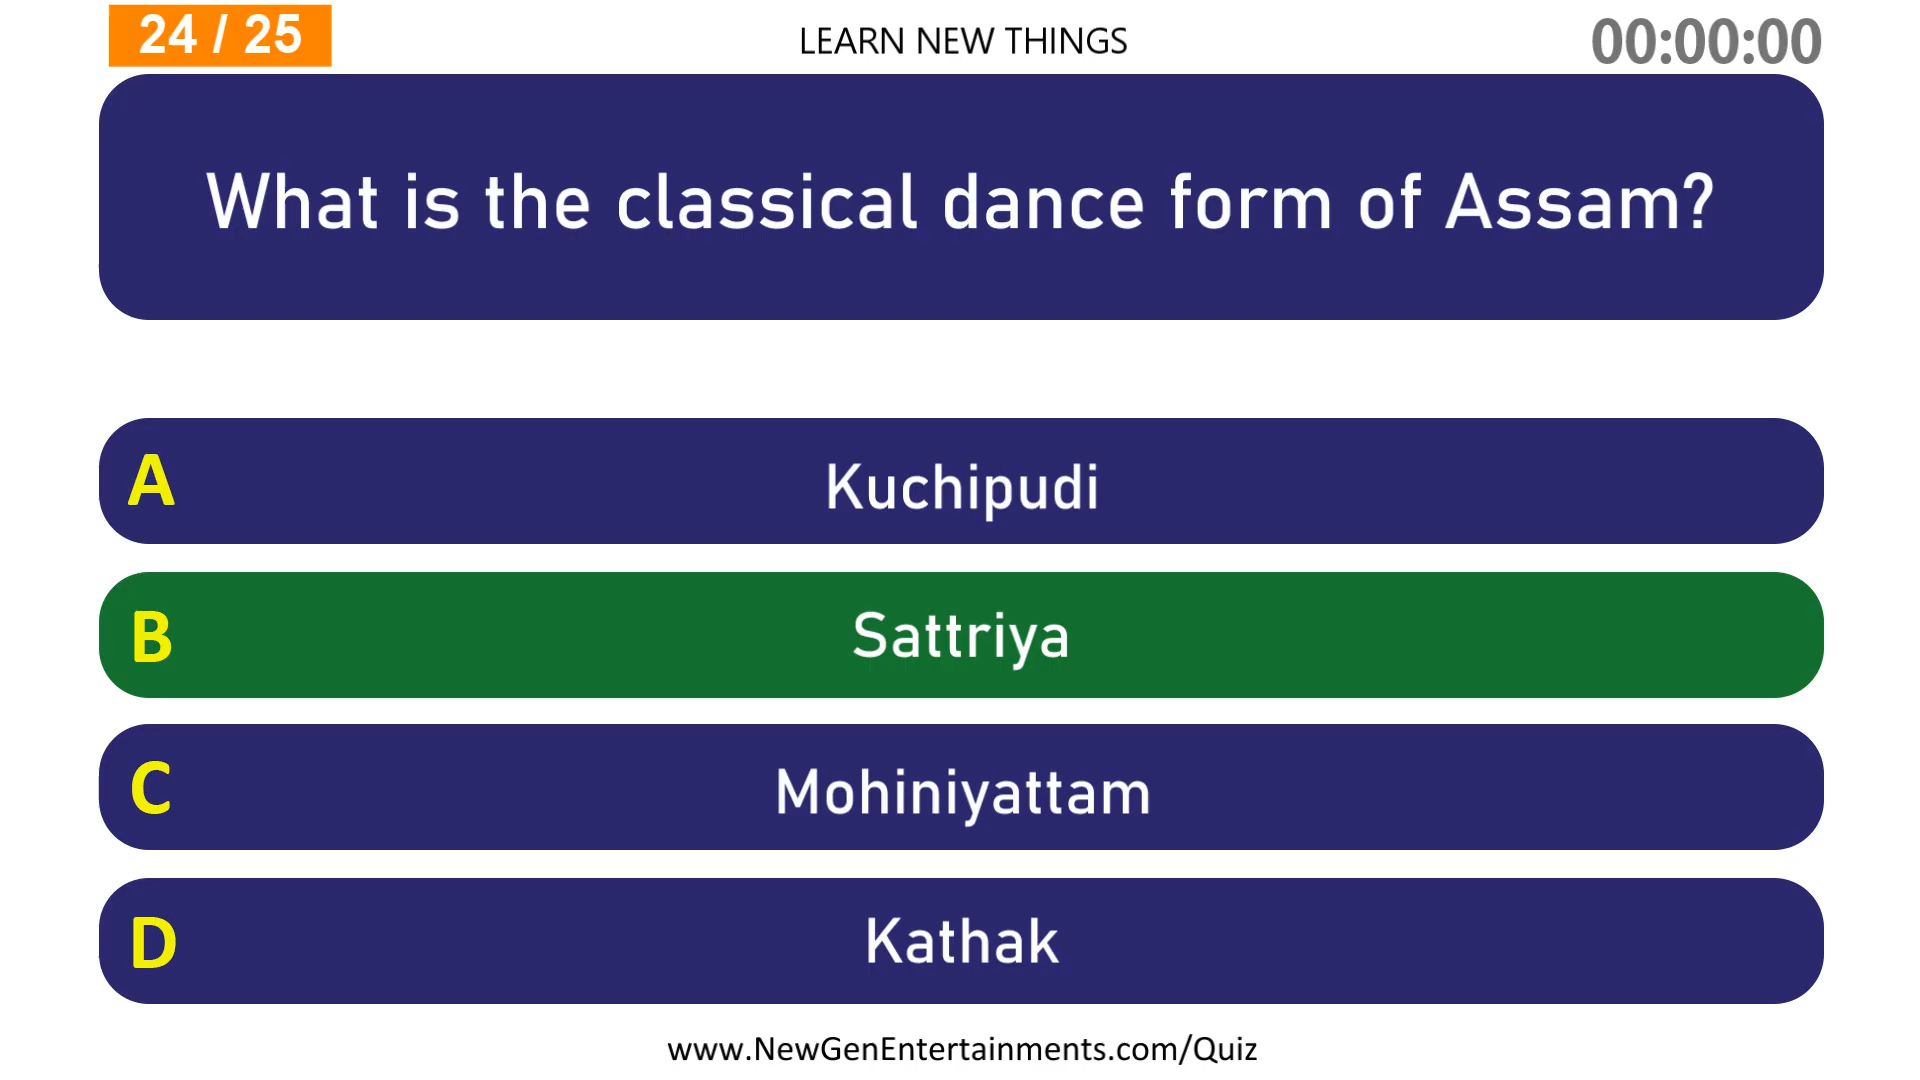 24 / 25
LEARN NEW THINGS
00:00:00
What is the classical dance form of Assam?
A
Kuchipudi
B
Sattriya
C
Mohiniyattam
D
Kathak
www.NewGenEntertainments.com/Quiz